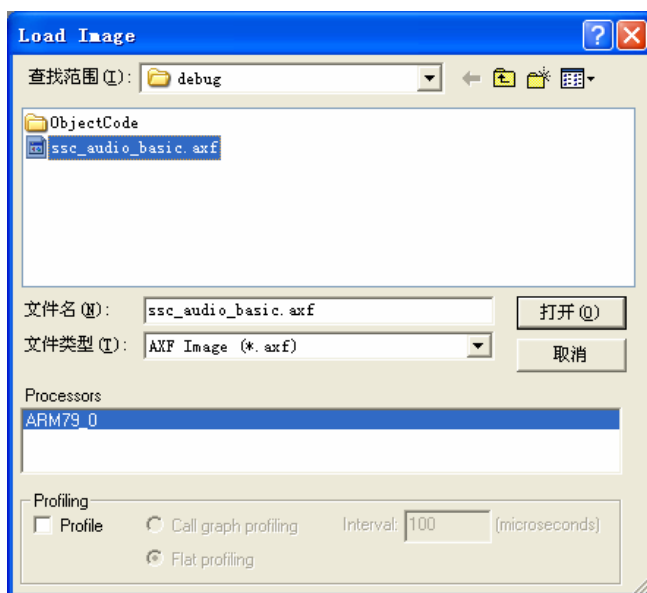 Load Image
查找范围(I): debug
ObjectCode
ssc_audio_basic.axf
文件名(N): ssc_audio_basic.axf 打开(O)
文件类型(T): AXF Image (*.axf) 取消
Processors
ARM79_0
Profiling
Profile Call graph profiling Interval: 100 (microseconds)
Flat profiling